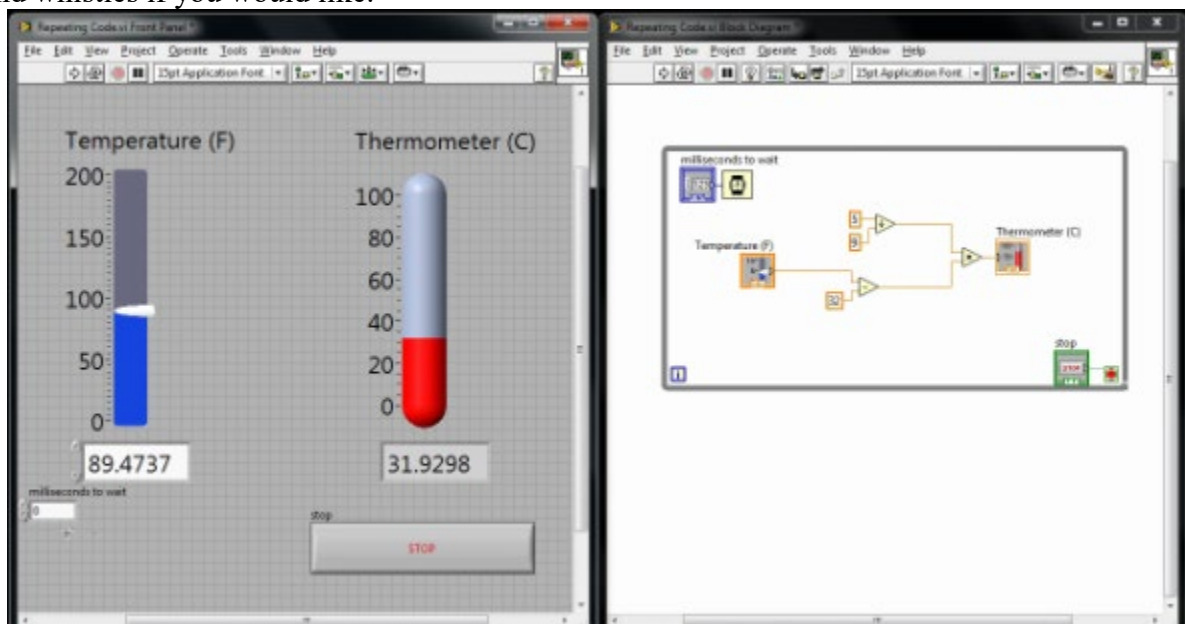 Repeating Code.vi Front Panel *
File Edit View Project Operate Tools Window Help
15pt Application Font
Temperature (F)
200
150
100
50
0
89.4737
milliseconds to wait
0
Thermometer (C)
100
80
60
40
20
0
31.9298
stop
STOP
Repeating Code.vi Block Diagram *
File Edit View Project Operate Tools Window Help
15pt Application Font
milliseconds to wait
Temperature (F)
5
9
32
Thermometer (C)
stop
STOP
i